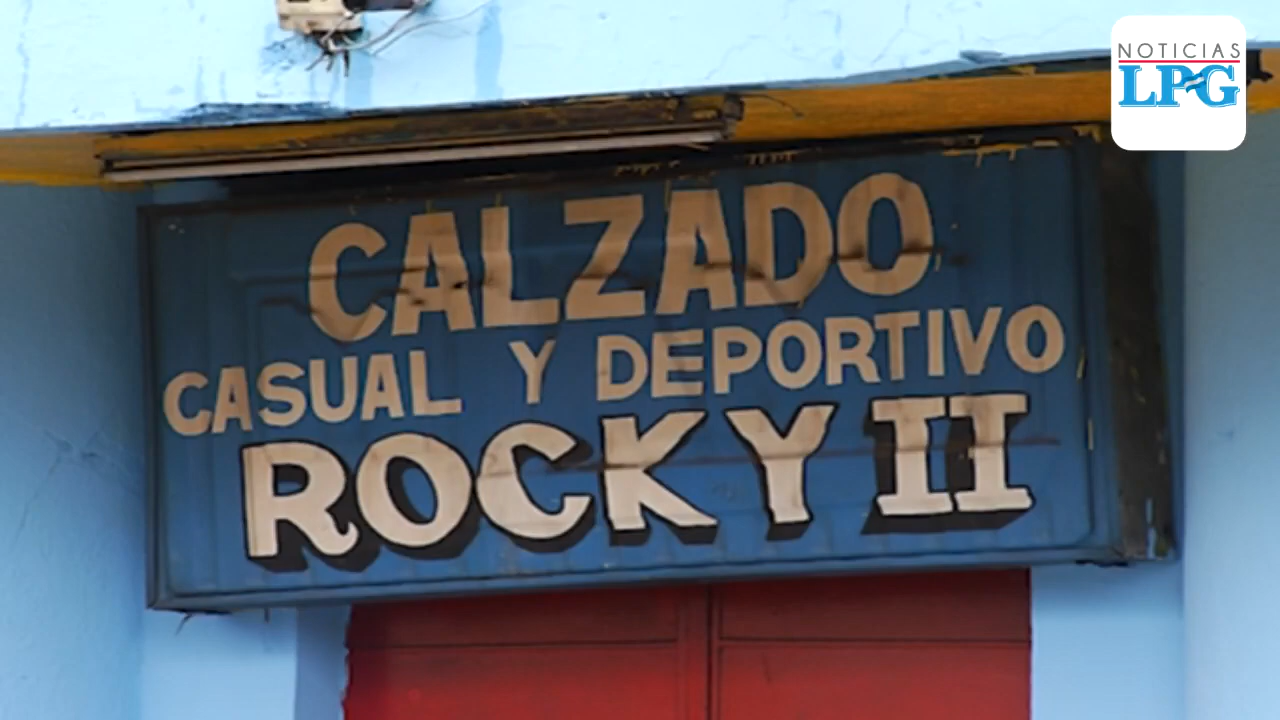 NOTICIAS
LPG
CALZADO
CASUAL Y DEPORTIVO
ROCKY II